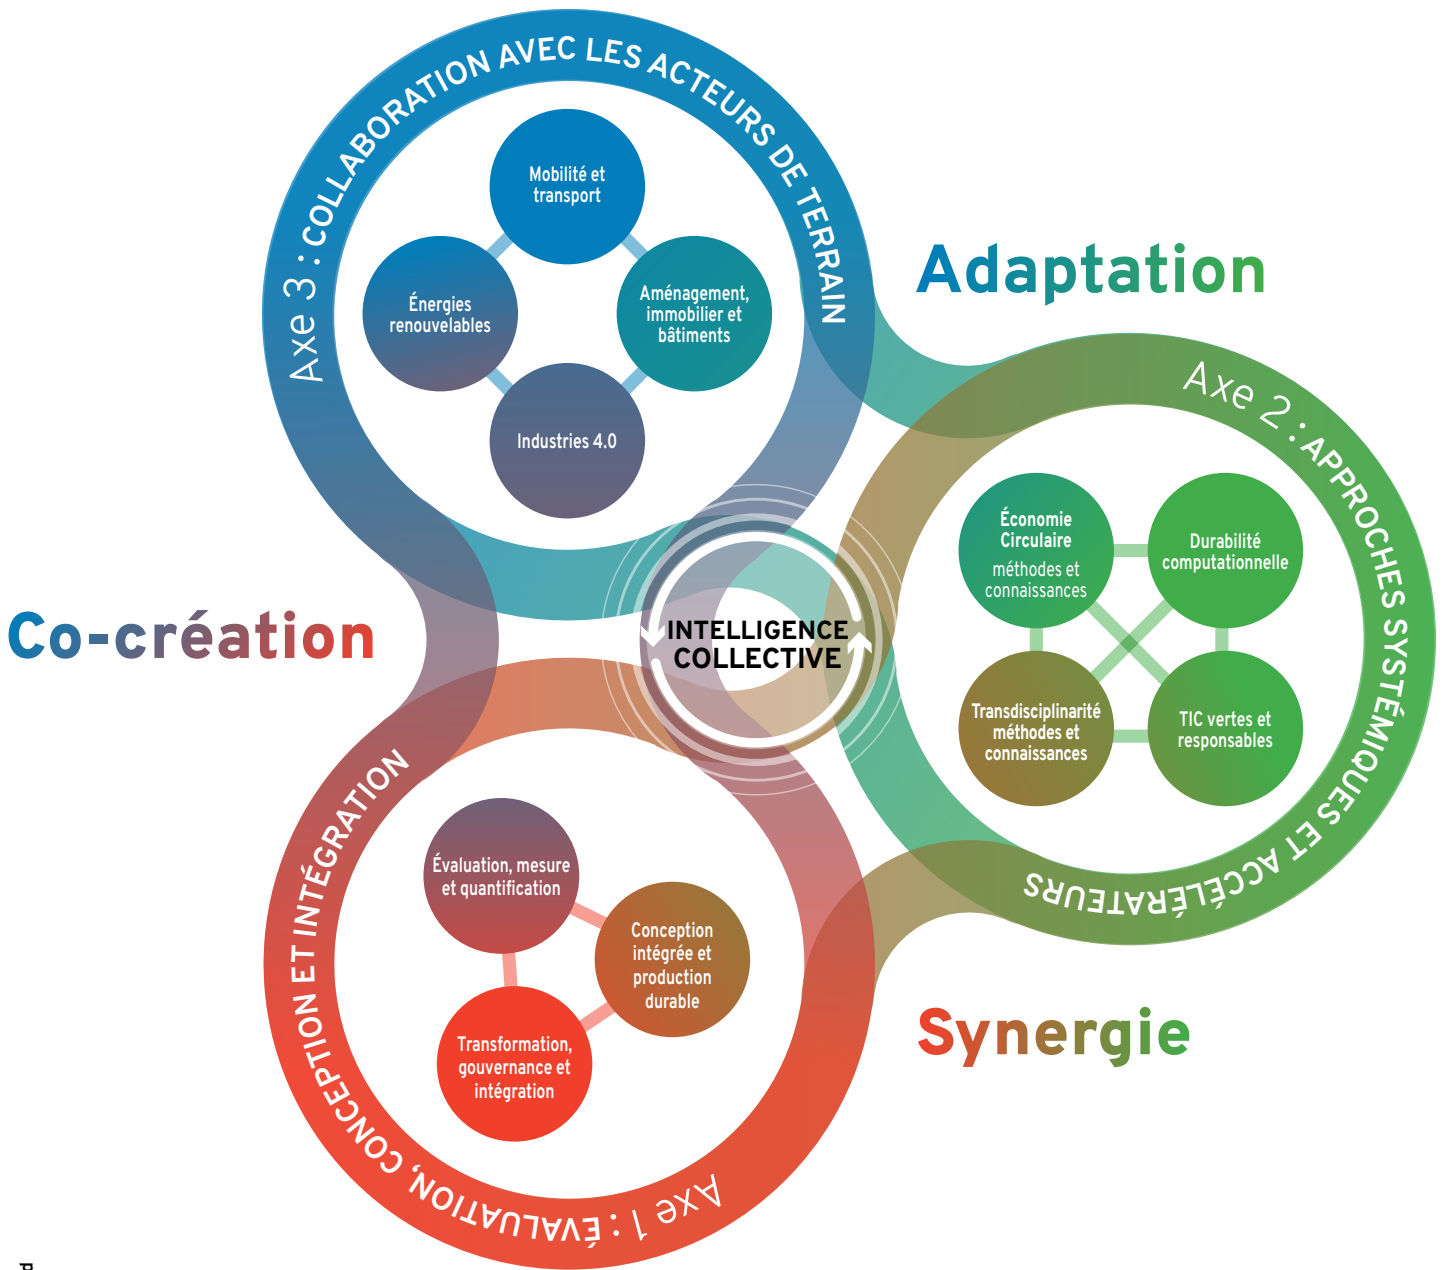 Axe 3 : COLLABORATION AVEC LES ACTEURS DE TERRAIN
Mobilité et
transport
Énergies
renouvelables
Aménagement,
immobilier et
bâtiments
Industries 4.0
Adaptation
Axe 2 : APPROCHES SYSTÉMIQUES ET ACCÉLÉRATEURS
Économie
Circulaire
méthodes et
connaissances
Durabilité
computationnelle
Transdisciplinarité
méthodes et
connaissances
TIC vertes et
responsables
Co-création
INTELLIGENCE
COLLECTIVE
Axe 1 : ÉVALUATION, CONCEPTION ET INTÉGRATION
Évaluation, mesure
et quantification
Conception
intégrée et
production
durable
Transformation,
gouvernance et
intégration
Synergie